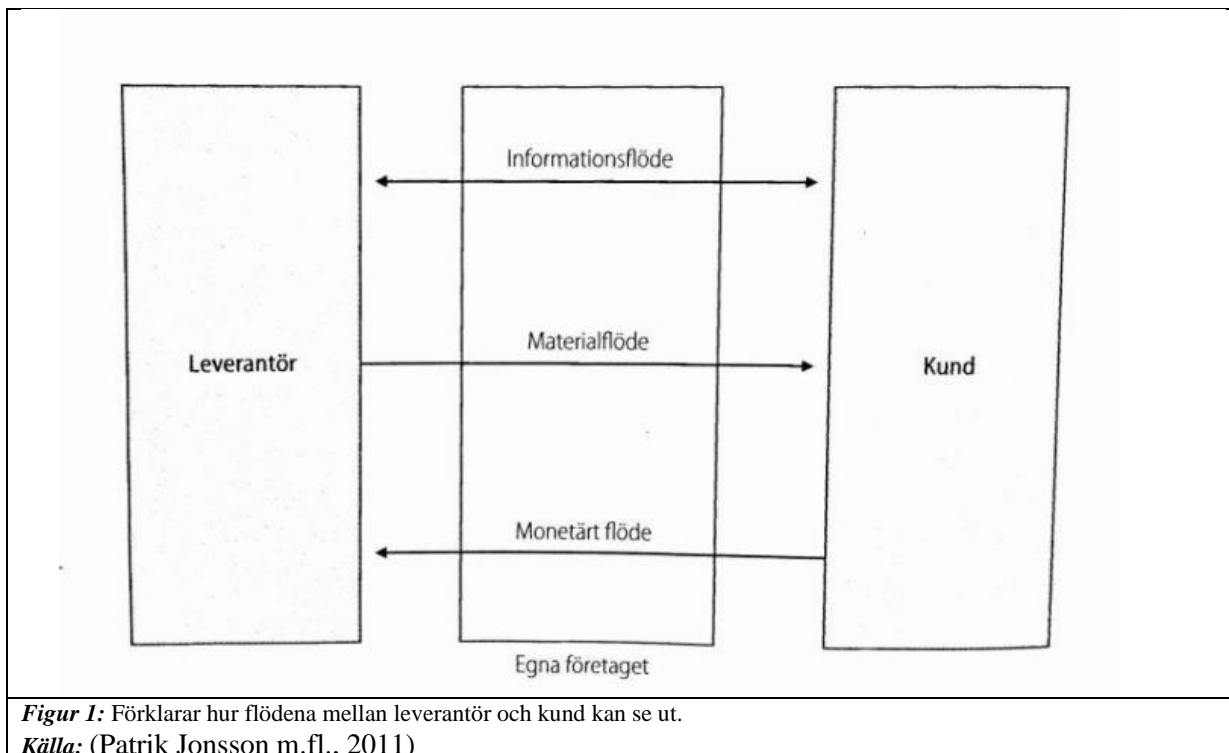 Informationsflöde
Materialflöde
Leverantör
Kund
Monetärt flöde
Egna företaget
Figur 1: Förklarar hur flödena mellan leverantör och kund kan se ut.
Källa: (Patrik Jonsson m.fl., 2011)